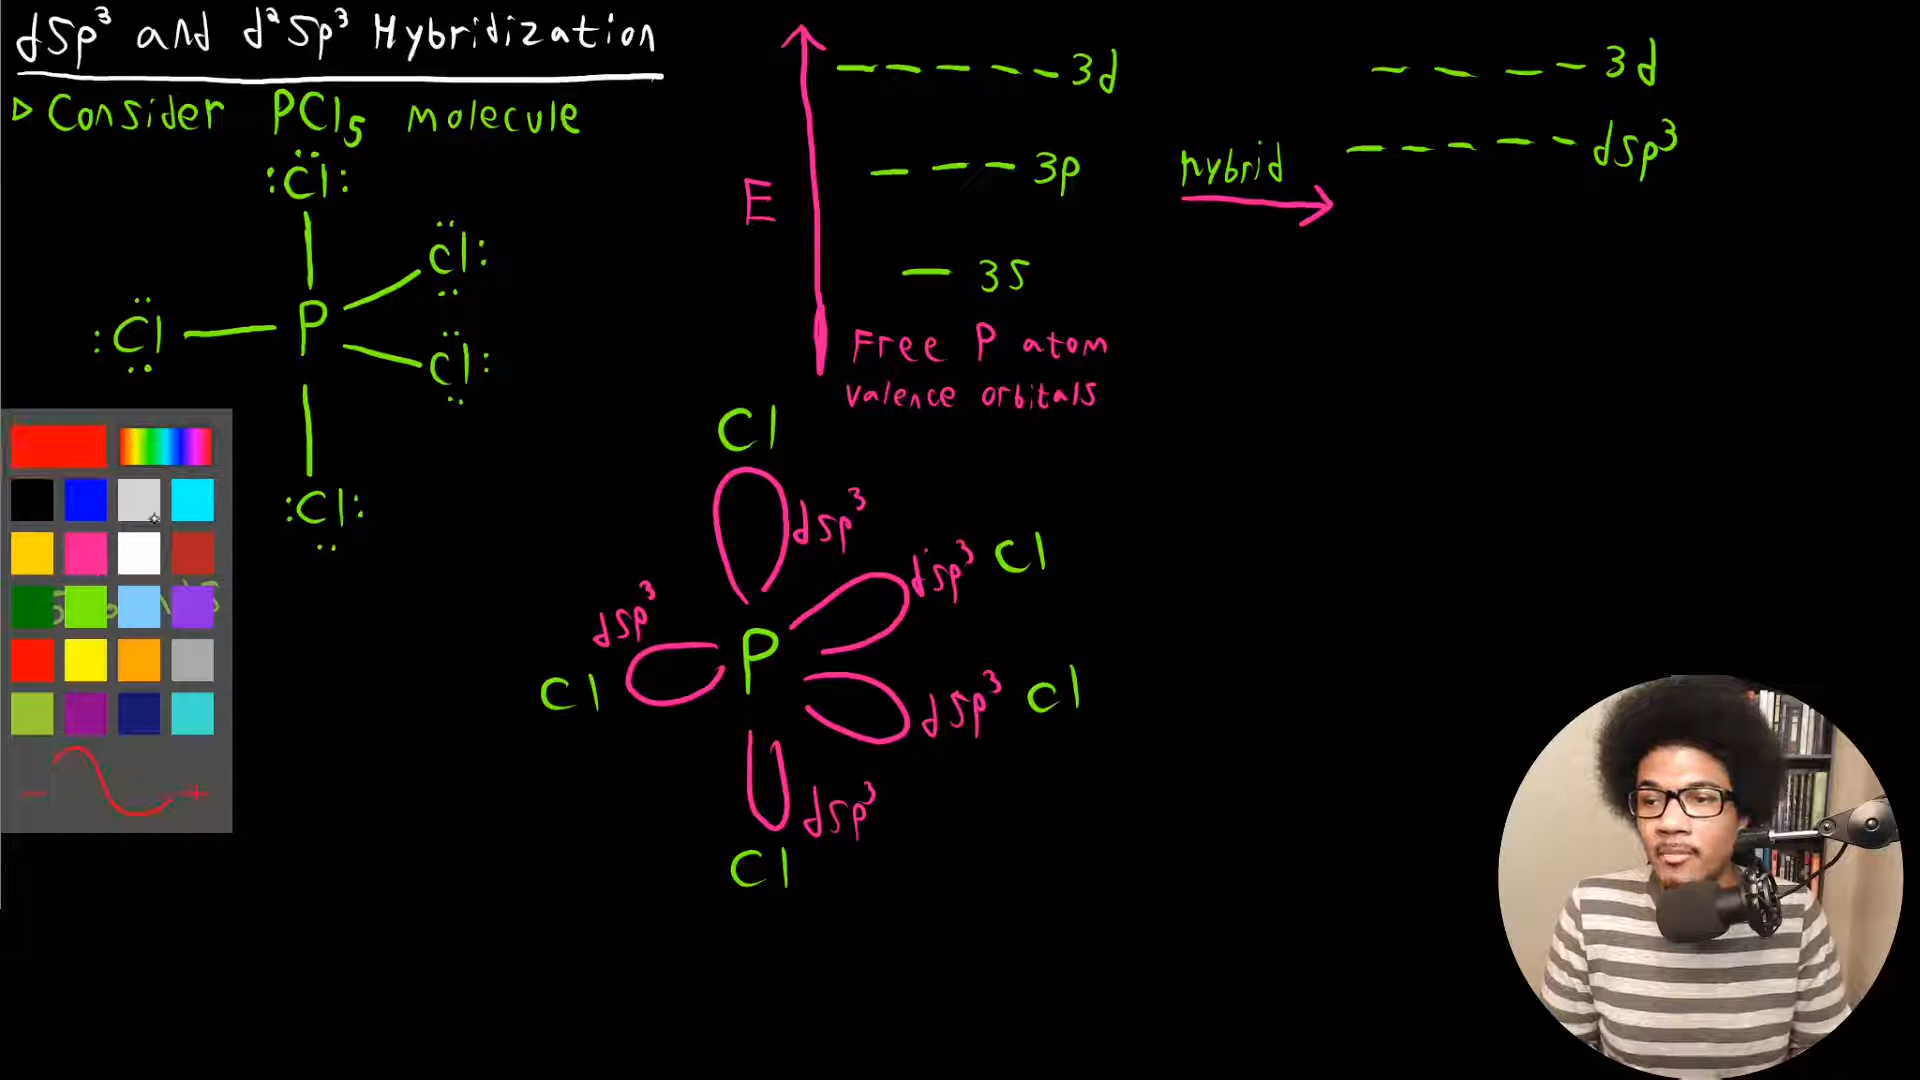 dsp³ and d²sp³ Hybridization
▷ Consider PCl₅ molecule
:Cl:
Cl:
:Cl
P
Cl:
:Cl:
E
3d
3p
3s
Free P atom
valence orbitals
hybrid
3d
dsp³
Cl
dsp³
dsp³
Cl
dsp³
Cl
P
dsp³
Cl
dsp³
Cl